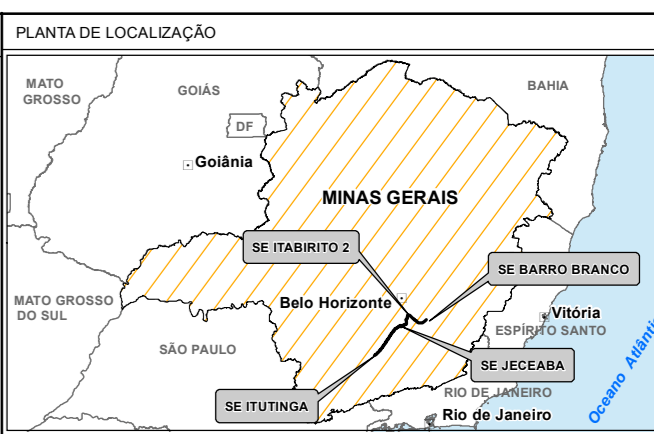 PLANTA DE LOCALIZAÇÃO
MATO
GROSSO
GOIÁS
BAHIA
DF
Goiânia
MINAS GERAIS
SE ITABIRITO 2
SE BARRO BRANCO
MATO GROSSO
DO SUL
Belo Horizonte
Vitória
ESPÍRITO SANTO
SÃO PAULO
SE JECEABA
SE ITUTINGA
RIO DE JANEIRO
Rio de Janeiro
Oceano Atlânti